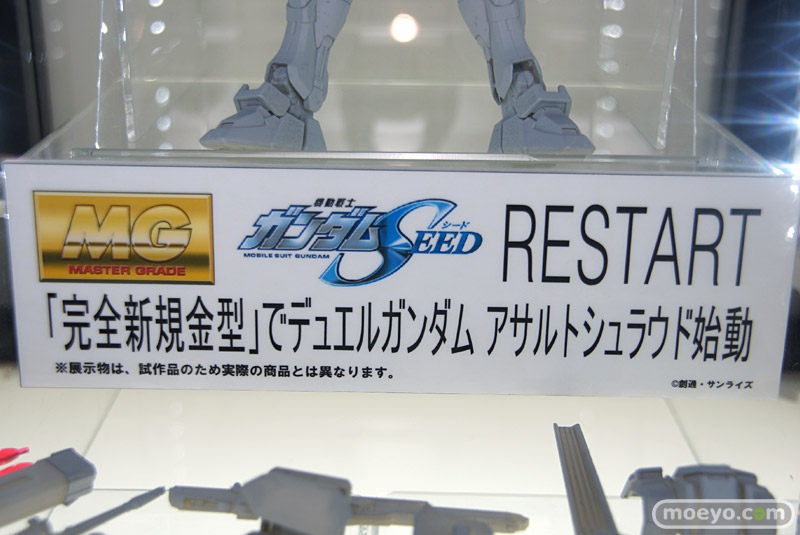 MG
MASTER GRADE
機動戦士
ガンダムSEED
シード
MOBILE SUIT GUNDAM
RESTART
「完全新規金型」でデュエルガンダム アサルトシュラウド始動
※展示物は、試作品のため実際の商品とは異なります。
©創通・サンライズ
moeyo.com